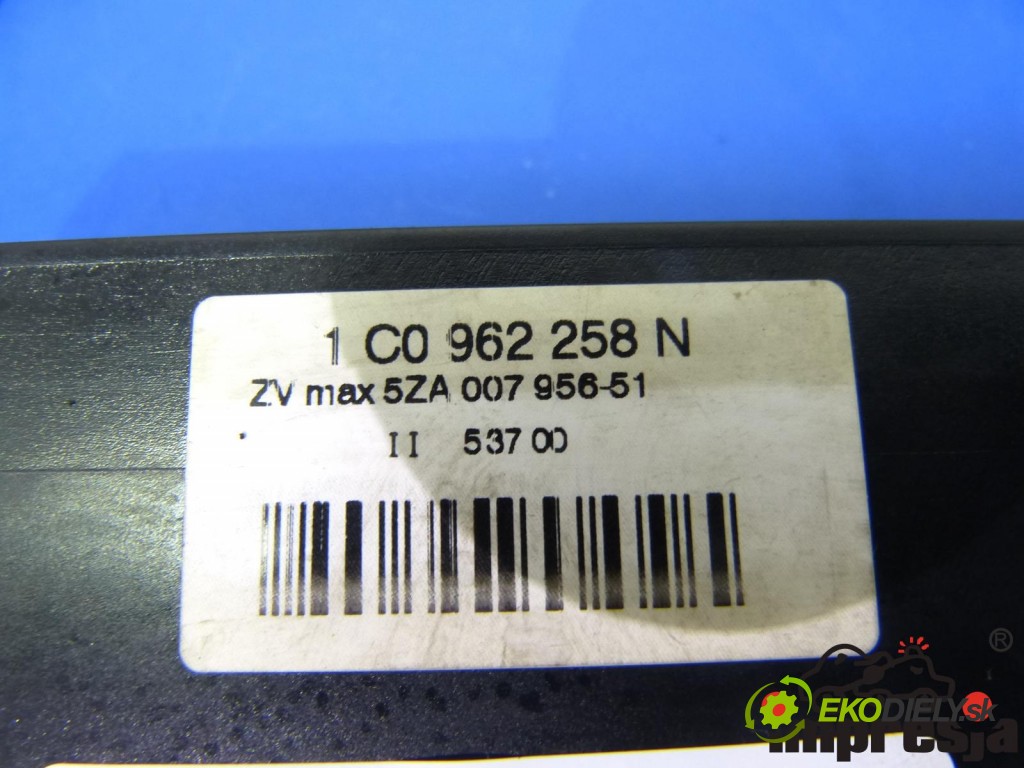 1 C0 962 258 N
ZV max 5ZA 007 956-51
II 537 00
®
EKODIELY.sk
Impresja